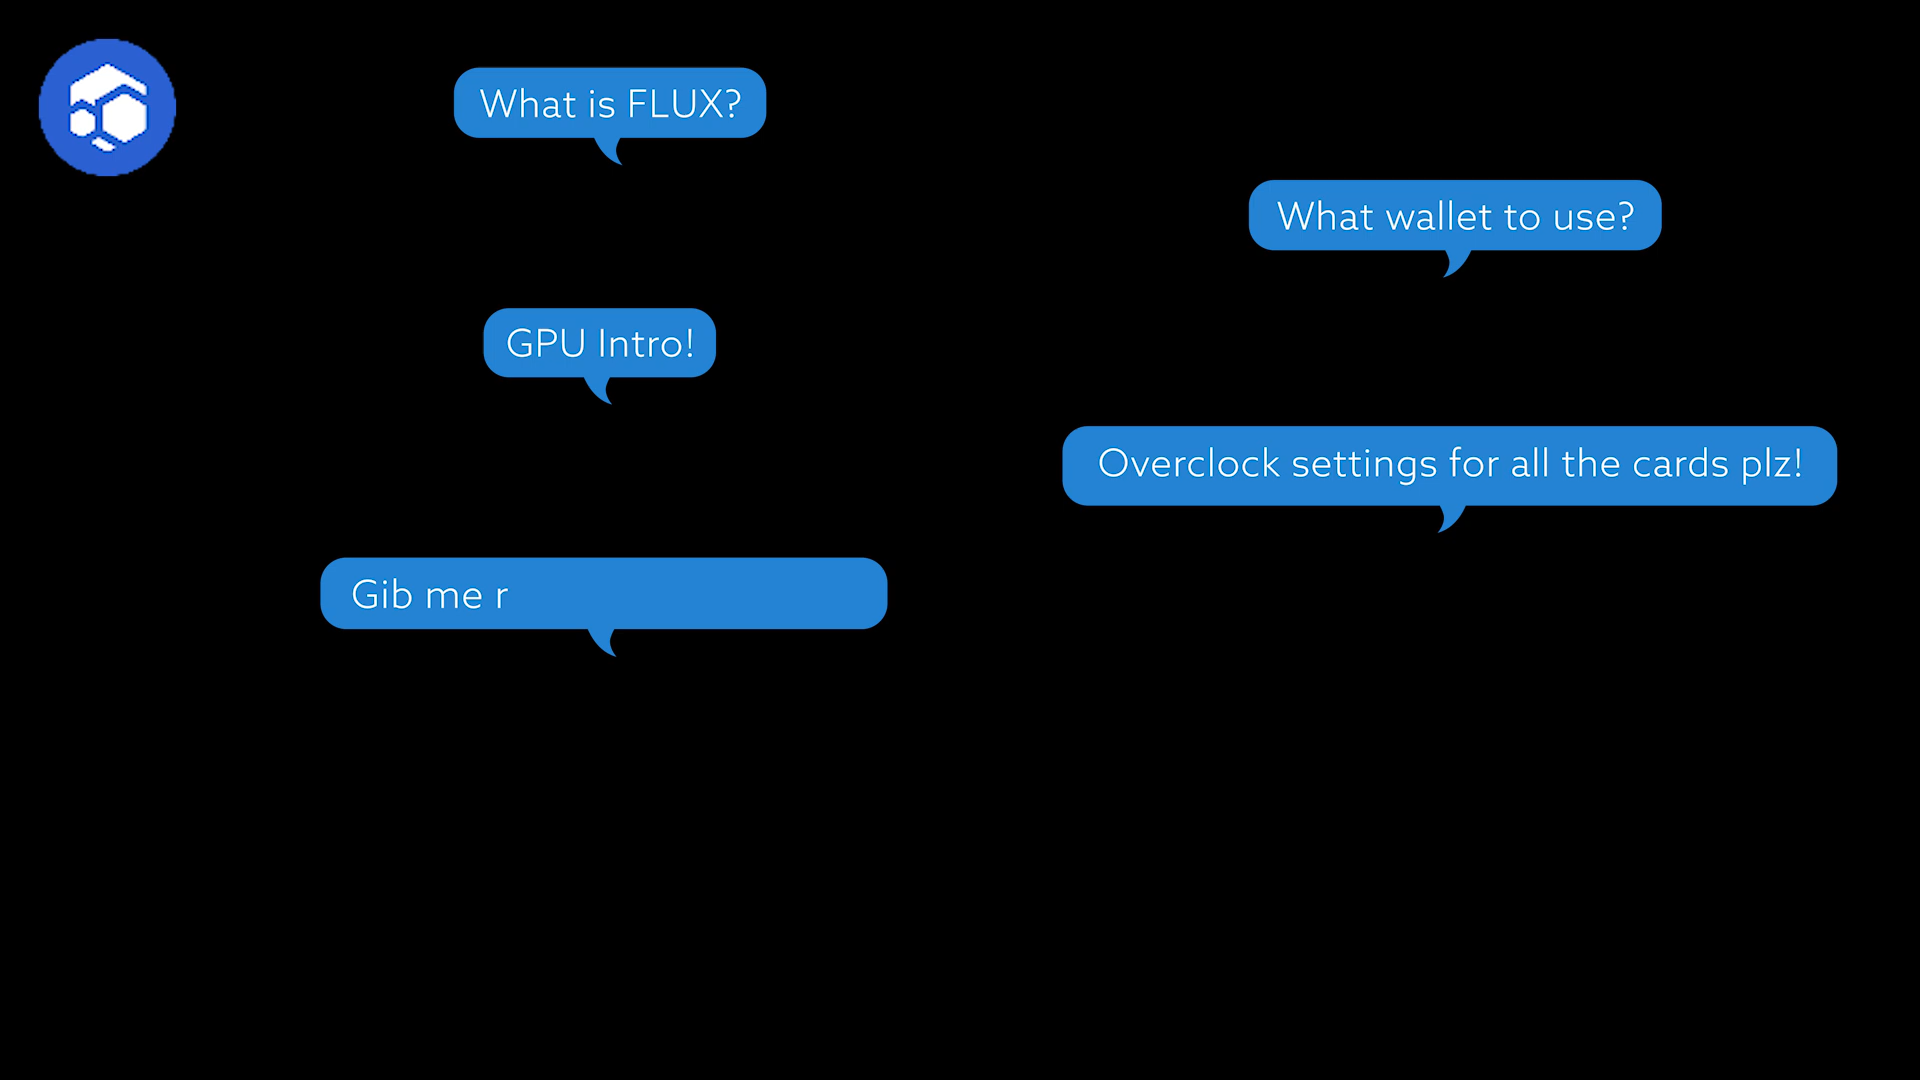 What is FLUX?
What wallet to use?
GPU Intro!
Overclock settings for all the cards plz!
Gib me r